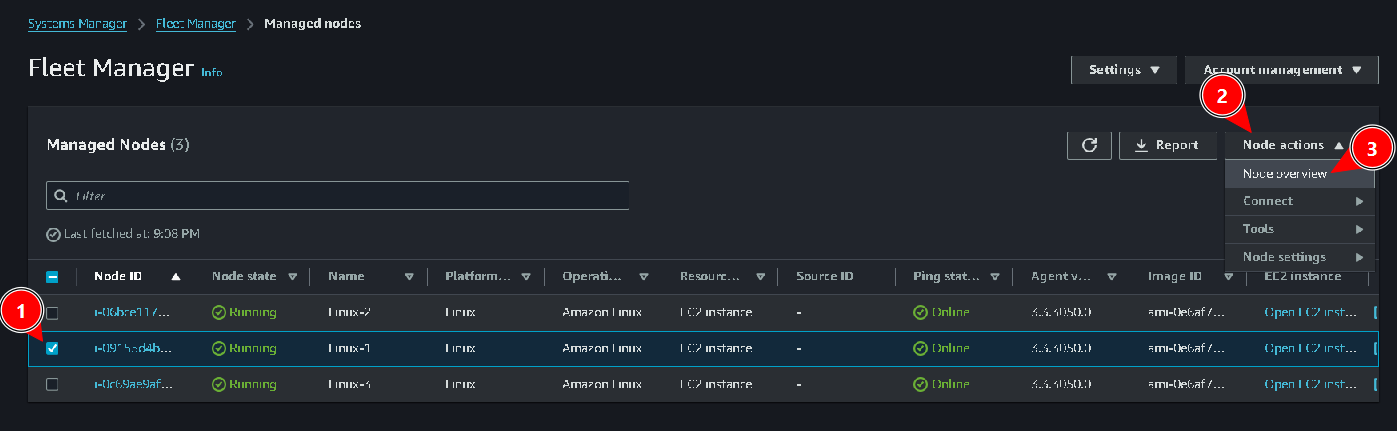 Systems Manager > Fleet Manager > Managed nodes
Fleet Manager Info
Settings Account management
2
Managed Nodes (3)
Report Node actions
3
Filter
Node overview
Connect
Tools
Node settings
Last fetched at: 9:08 PM
Node ID Node state Name Platform... Operati... Resourc... Source ID Ping stat... Agent v... Image ID EC2 instance
1
i-06bce117... Running Linux-2 Linux Amazon Linux EC2 instance - Online 3.3.3050.0 ami-0e6af7... Open EC2 inst...
i-09155d4b... Running Linux-1 Linux Amazon Linux EC2 instance - Online 3.3.3050.0 ami-0e6af7... Open EC2 inst...
i-0c69ae9af... Running Linux-3 Linux Amazon Linux EC2 instance - Online 3.3.3050.0 ami-0e6af7... Open EC2 inst...